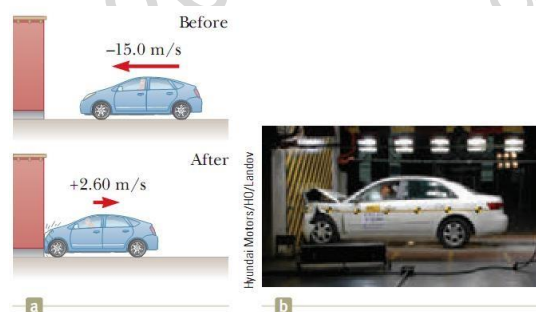 Before
–15.0 m/s
After
+2.60 m/s
Hyundai Motors/HO/Landov
a
b